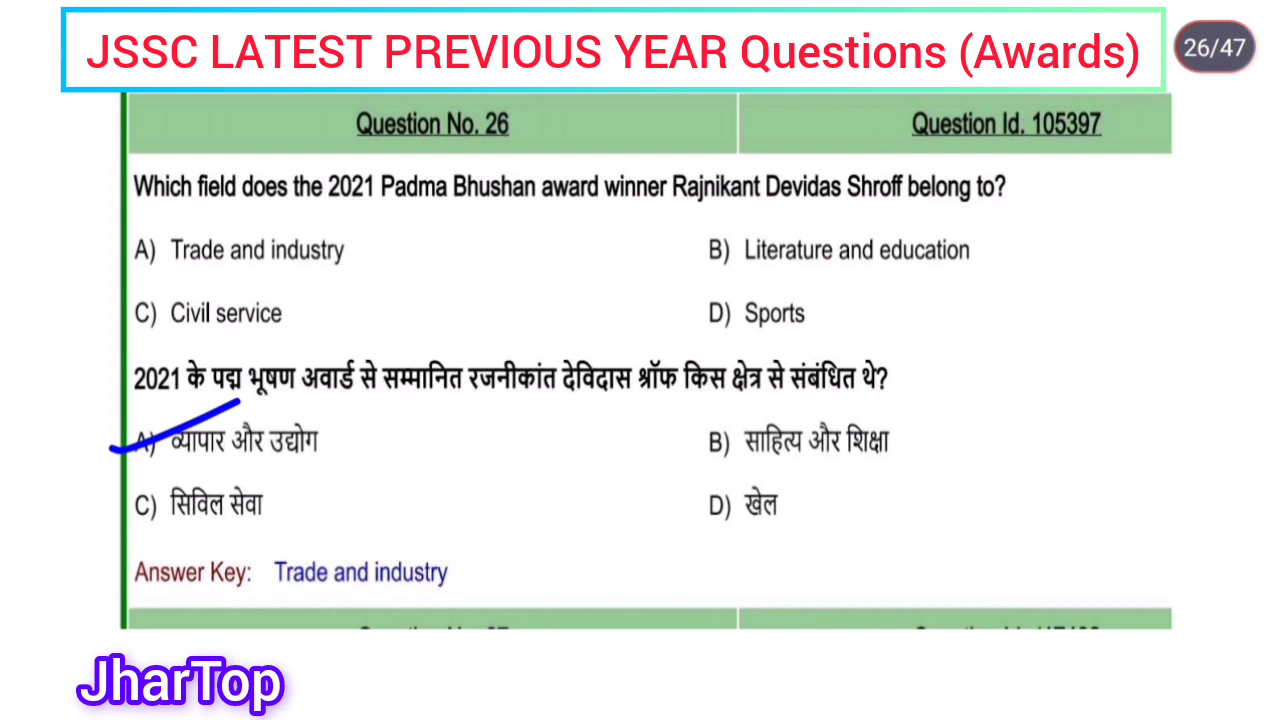 JSSC LATEST PREVIOUS YEAR Questions (Awards)
26/47
Question No. 26 Question Id. 105397
Which field does the 2021 Padma Bhushan award winner Rajnikant Devidas Shroff belong to?
A) Trade and industry B) Literature and education
C) Civil service D) Sports
2021 के पद्म भूषण अवार्ड से सम्मानित रजनीकांत देविदास श्रॉफ किस क्षेत्र से संबंधित थे?
A) व्यापार और उद्योग B) साहित्य और शिक्षा
C) सिविल सेवा D) खेल
Answer Key: Trade and industry
JharTop